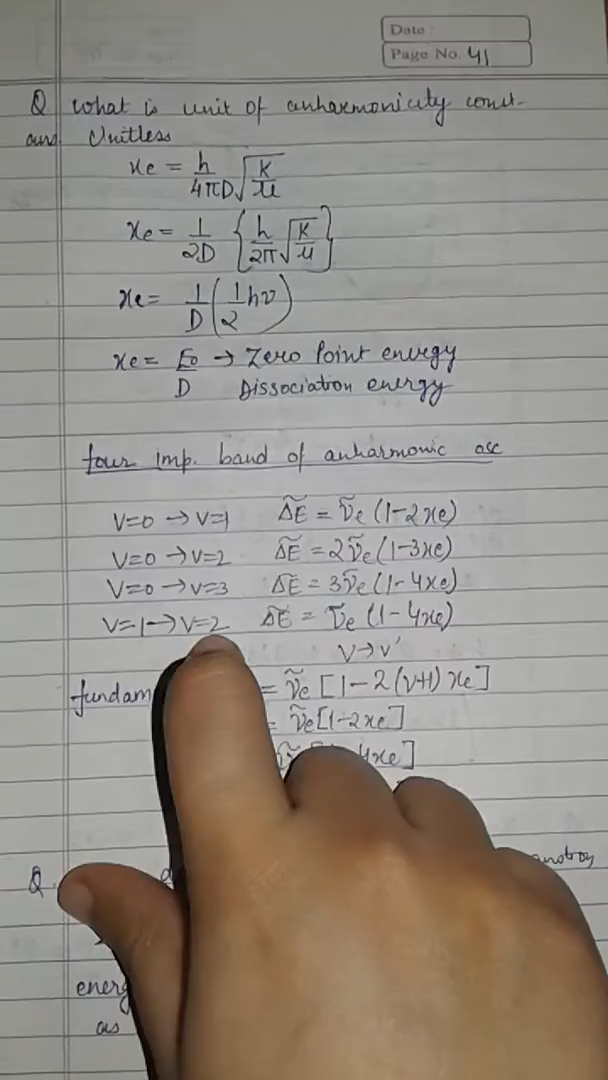 Date
Page No. 41
Q What is unit of anharmonicity const.
ans. Unitless
xe = h/4πD √K/μ
xe = 1/2D {h/2π √K/μ}
xe = 1/D (1/2 hν)
xe = E₀/D → Zero Point energy
Dissociation energy
four imp. band of anharmonic osc
V=0 → V=1 ΔẼ = ν̃e (1-2xe)
V=0 → V=2 ΔẼ = 2ν̃e (1-3xe)
V=0 → V=3 ΔẼ = 3ν̃e (1-4xe)
V=1 → V=2 ΔẼ = ν̃e (1-4xe)
V → V'
fundam = ν̃e [1-2(V+1) xe]
= ν̃e [1-2xe]
4xe]
Q.
energ
as